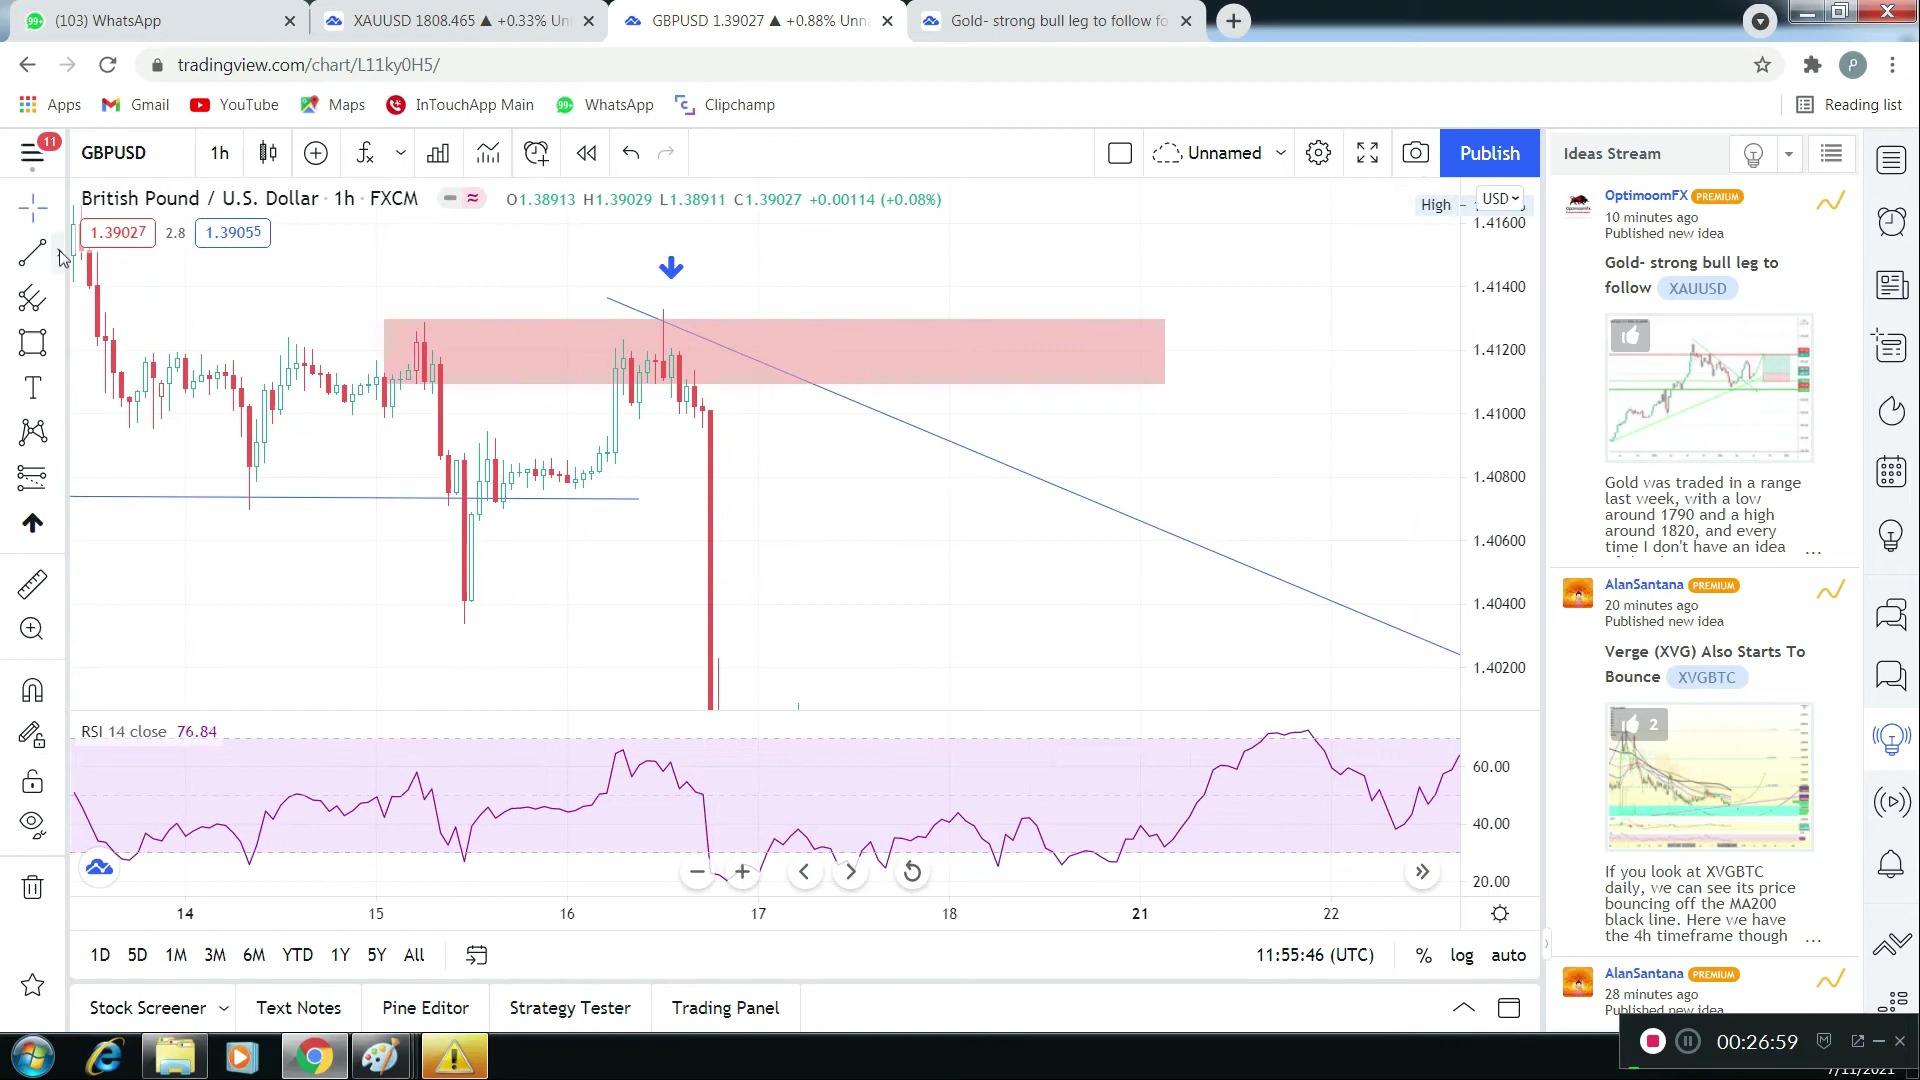 99+ (103) WhatsApp
XAUUSD 1808.465 ▲ +0.33% Un
GBPUSD 1.39027 ▲ +0.88% Unn
Gold- strong bull leg to follow fo
tradingview.com/chart/L11ky0H5/
P
Apps
Gmail
YouTube
Maps
InTouchApp Main
99+ WhatsApp
Clipchamp
Reading list
11
GBPUSD
1h
Unnamed
Publish
Ideas Stream
British Pound / U.S. Dollar · 1h · FXCM
O1.38913 H1.39029 L1.38911 C1.39027 +0.00114 (+0.08%)
1.39027 2.8 1.39055
High
USD
1.41600
1.41400
1.41200
1.41000
1.40800
1.40600
1.40400
1.40200
RSI 14 close 76.84
60.00
40.00
20.00
14 15 16 17 18 21 22
1D 5D 1M 3M 6M YTD 1Y 5Y All
11:55:46 (UTC)
% log auto
Stock Screener
Text Notes
Pine Editor
Strategy Tester
Trading Panel
OptimoomFX PREMIUM
10 minutes ago
Published new idea
Gold- strong bull leg to
follow XAUUSD
Gold was traded in a range
last week, with a low
around 1790 and a high
around 1820, and every
time I don't have an idea
...
AlanSantana PREMIUM
20 minutes ago
Published new idea
Verge (XVG) Also Starts To
Bounce XVGBTC
2
If you look at XVGBTC
daily, we can see its price
bouncing off the MA200
black line. Here we have
the 4h timeframe though ...
AlanSantana PREMIUM
28 minutes ago
Published new idea
00:26:59
7/11/2021